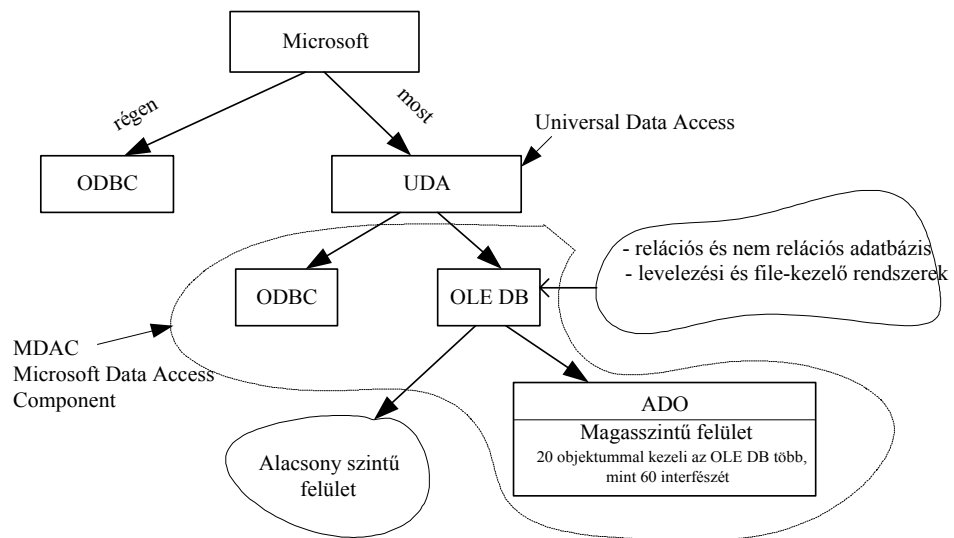 Microsoft
régen
most
Universal Data Access
ODBC
UDA
- relációs és nem relációs adatbázis
- levelezési és file-kezelő rendszerek
ODBC
OLE DB
MDAC
Microsoft Data Access
Component
ADO
Magasszintű felület
20 objektummal kezeli az OLE DB több,
mint 60 interfészét
Alacsony szintű
felület